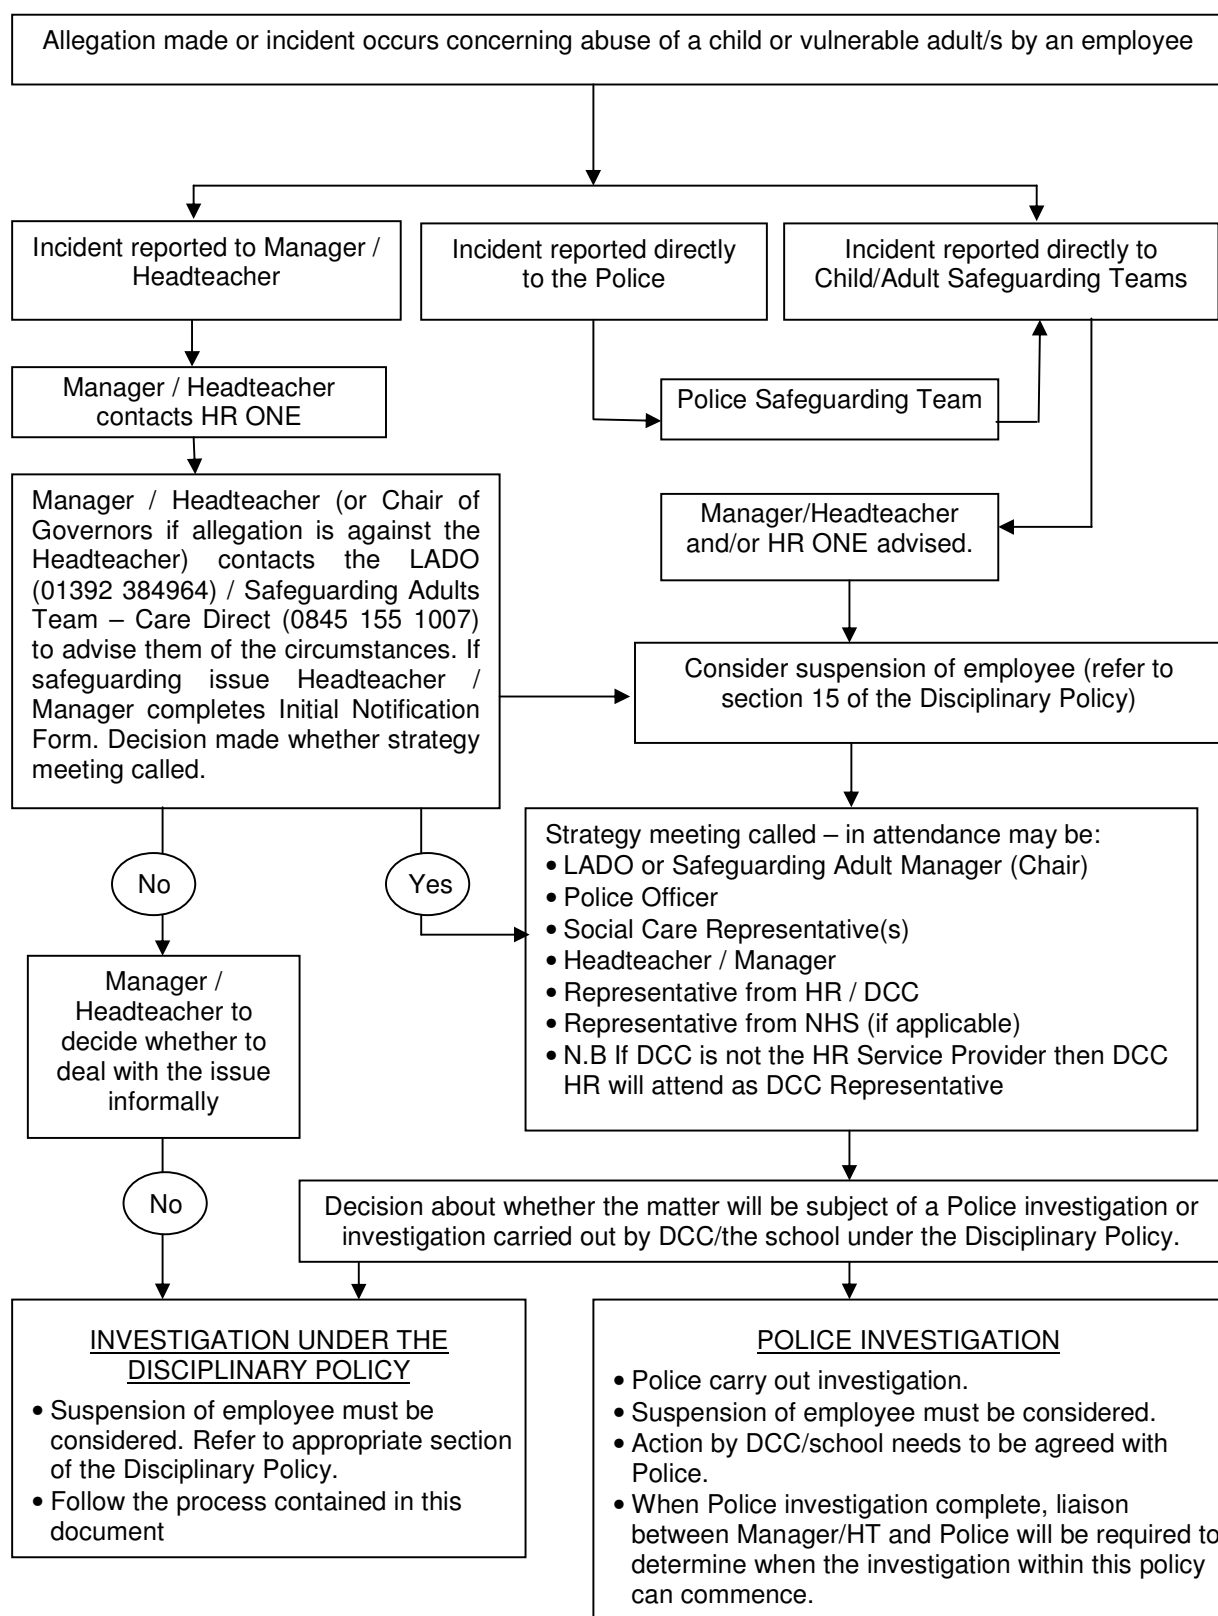 Allegation made or incident occurs concerning abuse of a child or vulnerable adult/s by an employee
Incident reported to Manager /
Headteacher
Incident reported directly
to the Police
Incident reported directly to
Child/Adult Safeguarding Teams
Manager / Headteacher
contacts HR ONE
Police Safeguarding Team
Manager / Headteacher (or Chair of
Governors if allegation is against the
Headteacher) contacts the LADO
(01392 384964) / Safeguarding Adults
Team – Care Direct (0845 155 1007)
to advise them of the circumstances. If
safeguarding issue Headteacher /
Manager completes Initial Notification
Form. Decision made whether strategy
meeting called.
Manager/Headteacher
and/or HR ONE advised.
Consider suspension of employee (refer to
section 15 of the Disciplinary Policy)
No
Yes
Strategy meeting called – in attendance may be:
• LADO or Safeguarding Adult Manager (Chair)
• Police Officer
• Social Care Representative(s)
• Headteacher / Manager
• Representative from HR / DCC
• Representative from NHS (if applicable)
• N.B If DCC is not the HR Service Provider then DCC
HR will attend as DCC Representative
Manager /
Headteacher to
decide whether to
deal with the issue
informally
No
Decision about whether the matter will be subject of a Police investigation or
investigation carried out by DCC/the school under the Disciplinary Policy.
INVESTIGATION UNDER THE
DISCIPLINARY POLICY
• Suspension of employee must be
considered. Refer to appropriate section
of the Disciplinary Policy.
• Follow the process contained in this
document
POLICE INVESTIGATION
• Police carry out investigation.
• Suspension of employee must be considered.
• Action by DCC/school needs to be agreed with
Police.
• When Police investigation complete, liaison
between Manager/HT and Police will be required to
determine when the investigation within this policy
can commence.